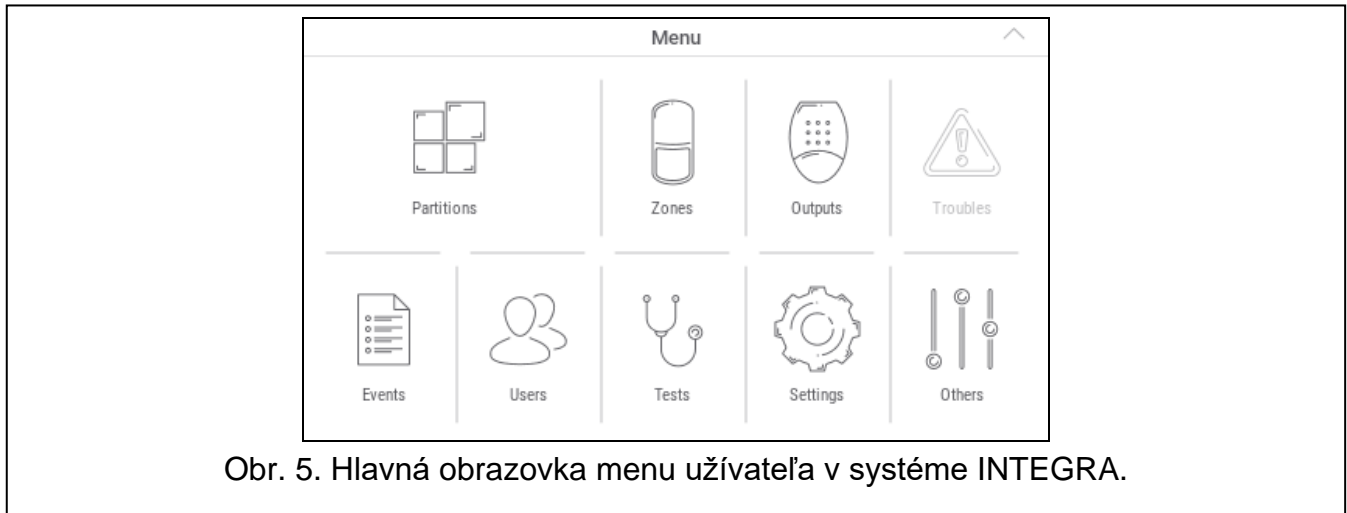 Menu
Partitions
Zones
Outputs
Troubles
Events
Users
Tests
Settings
Others
Obr. 5. Hlavná obrazovka menu užívateľa v systéme INTEGRA.